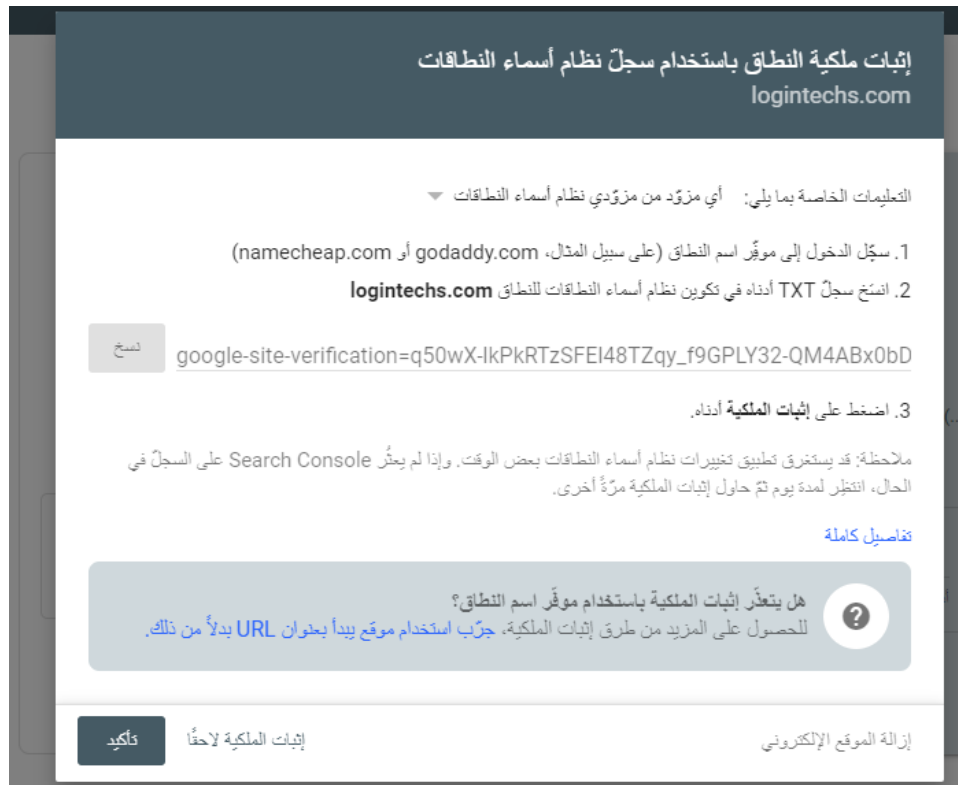 إثبات ملكية النطاق باستخدام سجلّ نظام أسماء النطاقات
logintechs.com
التعليمات الخاصة بما يلي: أي مزوّد من مزوّدي نظام أسماء النطاقات
1. سجّل الدخول إلى موفِّر اسم النطاق (على سبيل المثال، godaddy.com أو namecheap.com)
2. انسَخ سجلّ TXT أدناه في تكوين نظام أسماء النطاقات للنطاق logintechs.com
google-site-verification=q50wX-IkPkRTzSFEI48TZqy_f9GPLY32-QM4ABx0bD
نسخ
3. اضغط على إثبات الملكية أدناه.
ملاحظة: قد يستغرق تطبيق تغييرات نظام أسماء النطاقات بعض الوقت. وإذا لم يعثُر Search Console على السجلّ في
الحال، انتظِر لمدة يوم ثمّ حاول إثبات الملكية مرّةً أخرى.
تفاصيل كاملة
هل يتعذّر إثبات الملكية باستخدام موفّر اسم النطاق؟
للحصول على المزيد من طرق إثبات الملكية، جرّب استخدام موقع يبدأ بعنوان URL بدلاً من ذلك.
إزالة الموقع الإلكتروني
إثبات الملكية لاحقًا
تأكيد